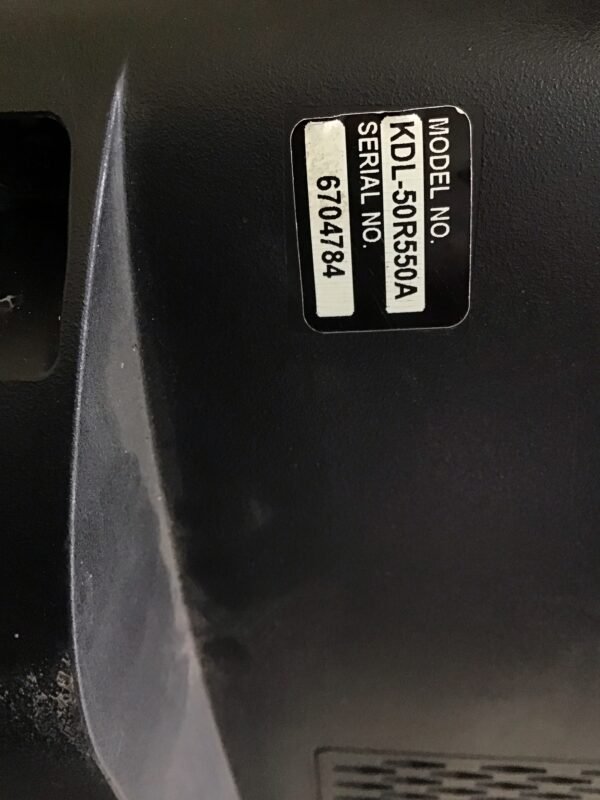 MODEL NO.
KDL-50R550A
SERIAL NO.
6704784